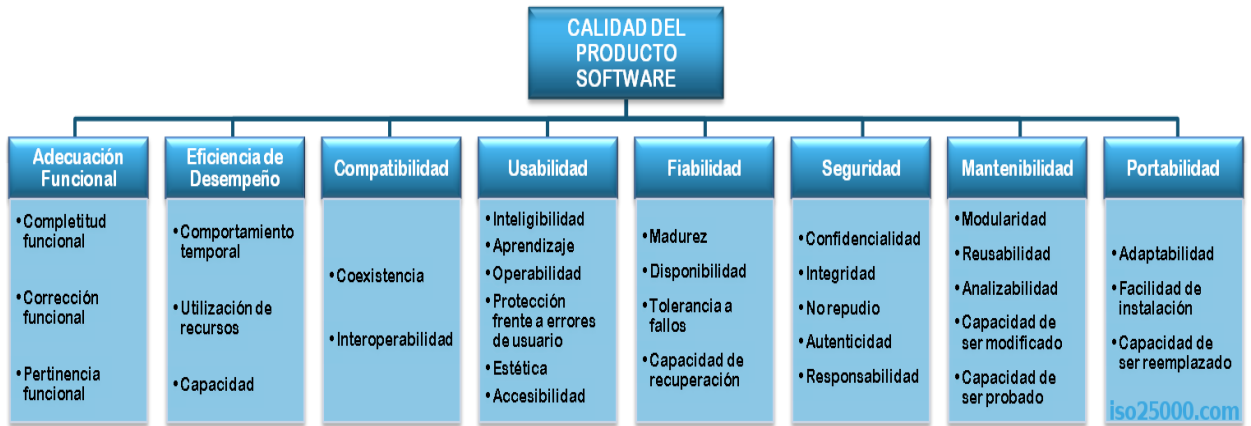 CALIDAD DEL
PRODUCTO
SOFTWARE
Adecuación
Funcional
• Completitud
funcional
• Corrección
funcional
• Pertinencia
funcional
Eficiencia de
Desempeño
• Comportamiento
temporal
• Utilización de
recursos
• Capacidad
Compatibilidad
• Coexistencia
• Interoperabilidad
Usabilidad
• Inteligibilidad
• Aprendizaje
• Operabilidad
• Protección
frente a errores
de usuario
• Estética
• Accesibilidad
Fiabilidad
• Madurez
• Disponibilidad
• Tolerancia a
fallos
• Capacidad de
recuperación
Seguridad
• Confidencialidad
• Integridad
• No repudio
• Autenticidad
• Responsabilidad
Mantenibilidad
• Modularidad
• Reusabilidad
• Analizabilidad
• Capacidad de
ser modificado
• Capacidad de
ser probado
Portabilidad
• Adaptabilidad
• Facilidad de
instalación
• Capacidad de
ser reemplazado
iso25000.com